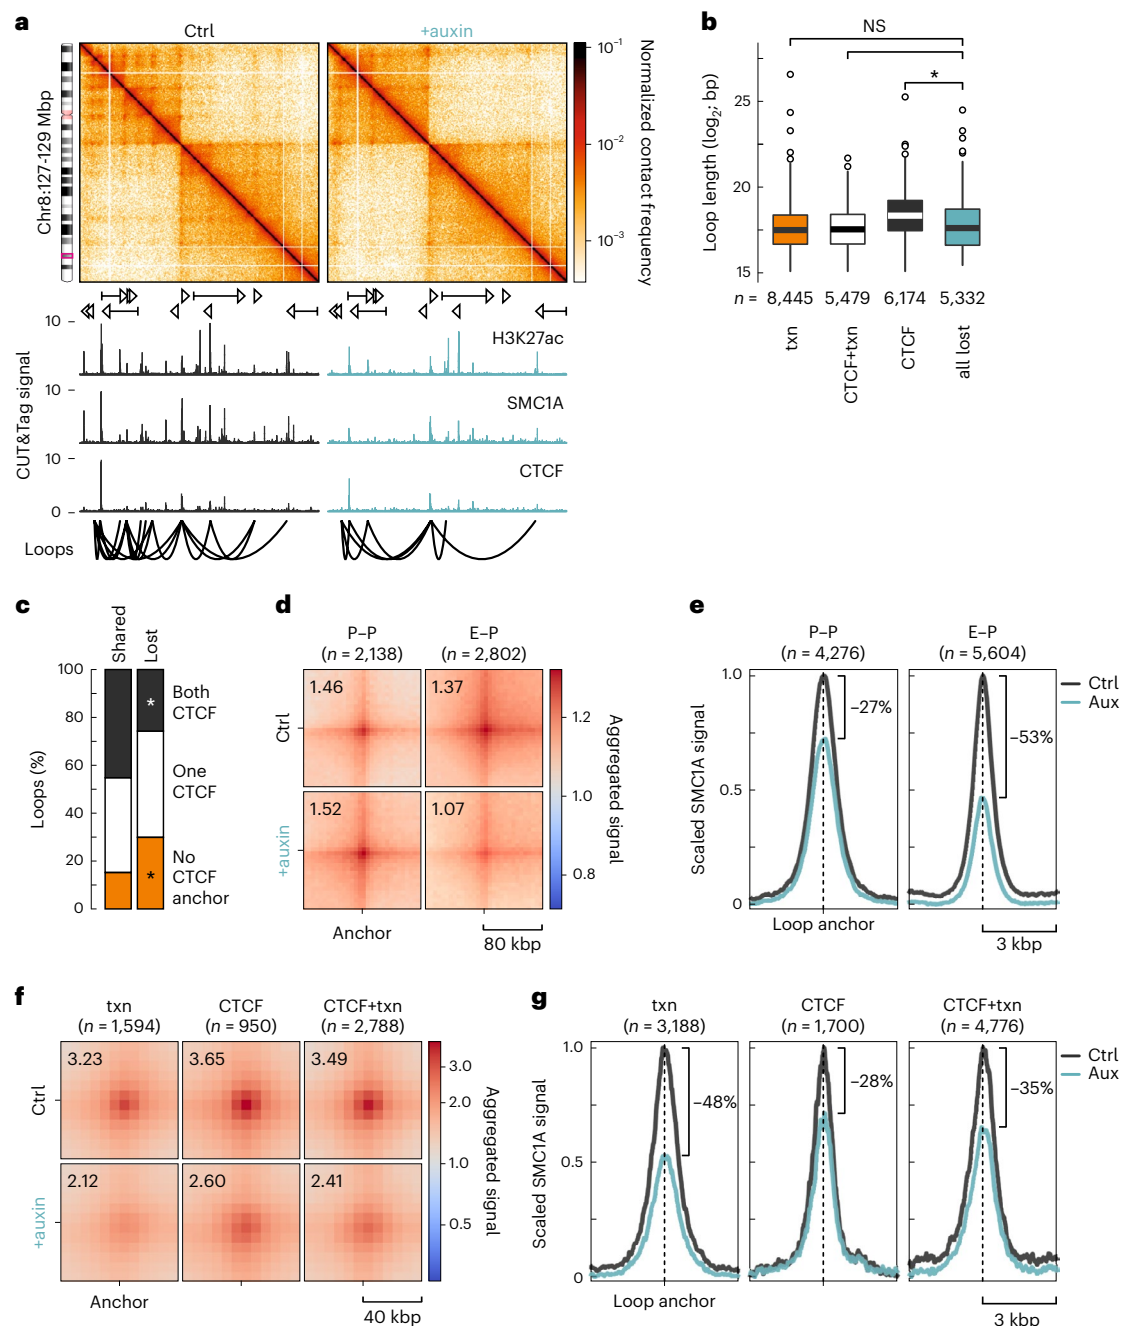 a
Ctrl
+auxin
Chr8:127-129 Mbp
10⁻¹
10⁻²
10⁻³
Normalized contact frequency
CUT&Tag signal
10
H3K27ac
10
SMC1A
10
CTCF
0
Loops
b
NS
*
Loop length (log₂; bp)
25
20
15
n = 8,445 5,479 6,174 5,332
txn
CTCF+txn
CTCF
all lost
c
Shared
Lost
Loops (%)
100
80
60
40
20
0
*
*
Both
CTCF
One
CTCF
No
CTCF
anchor
d
P–P
(n = 2,138)
E–P
(n = 2,802)
Ctrl
1.46
1.37
+auxin
1.52
1.07
1.2
1.0
0.8
Aggregated signal
Anchor
80 kbp
e
P–P
(n = 4,276)
E–P
(n = 5,604)
Scaled SMC1A signal
1.0
0.5
0
–27%
–53%
Ctrl
Aux
Loop anchor
3 kbp
f
txn
(n = 1,594)
CTCF
(n = 950)
CTCF+txn
(n = 2,788)
Ctrl
3.23
3.65
3.49
+auxin
2.12
2.60
2.41
3.0
2.0
1.0
0.5
Aggregated signal
Anchor
40 kbp
g
txn
(n = 3,188)
CTCF
(n = 1,700)
CTCF+txn
(n = 4,776)
Scaled SMC1A signal
1.0
0.5
0
–48%
–28%
–35%
Ctrl
Aux
Loop anchor
3 kbp